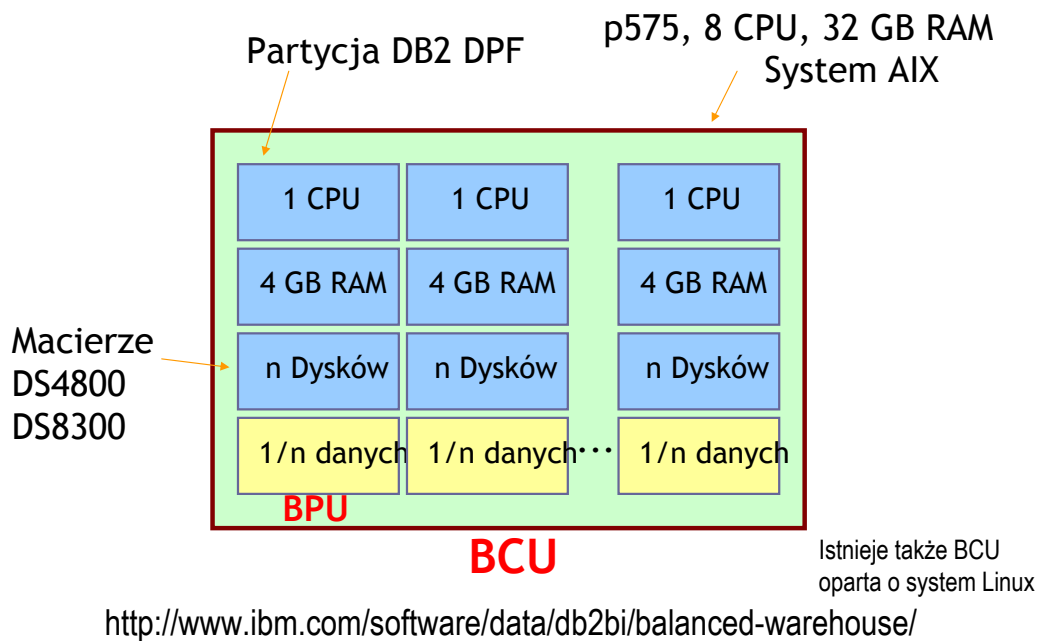 Partycja DB2 DPF
p575, 8 CPU, 32 GB RAM
System AIX
1 CPU
1 CPU
1 CPU
4 GB RAM
4 GB RAM
4 GB RAM
Macierze
DS4800
DS8300
n Dysków
n Dysków
n Dysków
1/n danych
1/n danych
...
1/n danych
BPU
BCU
Istnieje także BCU
oparta o system Linux
http://www.ibm.com/software/data/db2bi/balanced-warehouse/